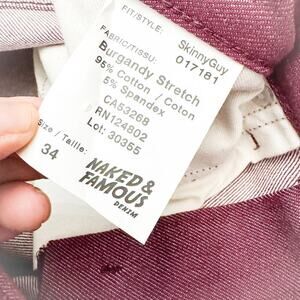 FIT/STYLE:
SkinnyGuy
017181
FABRIC/TISSU:
Burgandy Stretch
95% Cotton / Coton
5% Spandex
CA53268
RN124602
Lot: 30355
Size / Taille:
34
NAKED &
FAMOUS
DENIM